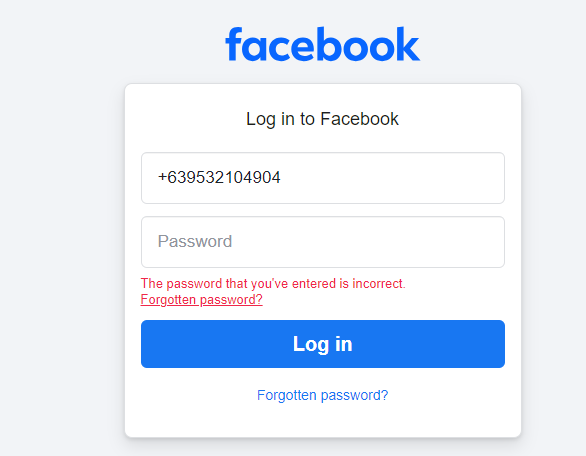 facebook
Log in to Facebook
+639532104904
Password
The password that you've entered is incorrect.
Forgotten password?
Log in
Forgotten password?